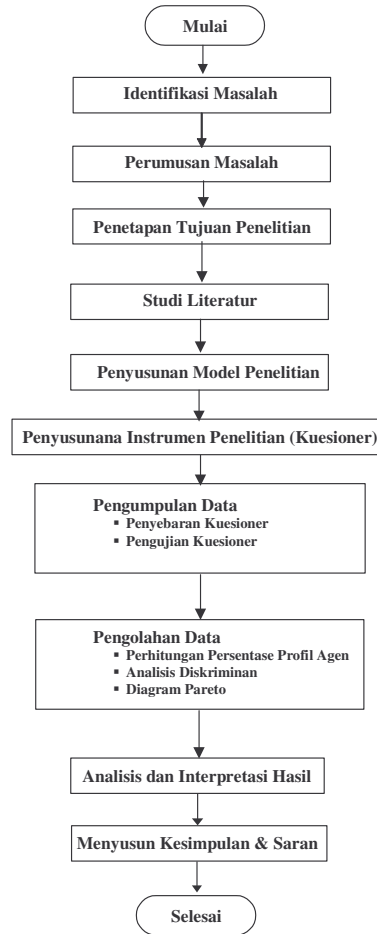 Mulai
Identifikasi Masalah
Perumusan Masalah
Penetapan Tujuan Penelitian
Studi Literatur
Penyusunan Model Penelitian
Penyusunana Instrumen Penelitian (Kuesioner)
Pengumpulan Data
▪ Penyebaran Kuesioner
▪ Pengujian Kuesioner
Pengolahan Data
▪ Perhitungan Persentase Profil Agen
▪ Analisis Diskriminan
▪ Diagram Pareto
Analisis dan Interpretasi Hasil
Menyusun Kesimpulan & Saran
Selesai